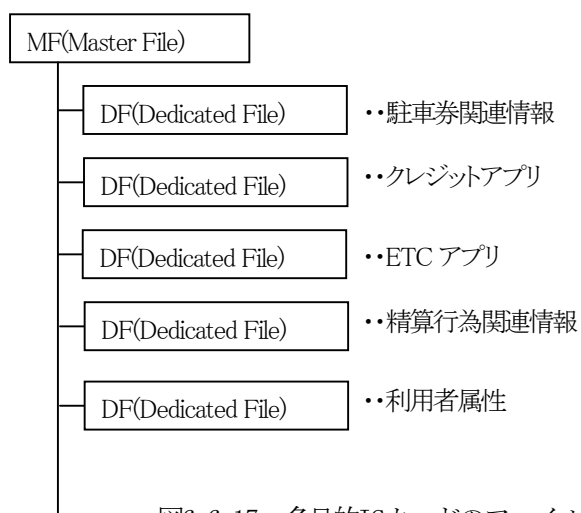 MF(Master File)
DF(Dedicated File) ・・駐車券関連情報
DF(Dedicated File) ・・クレジットアプリ
DF(Dedicated File) ・・ETC アプリ
DF(Dedicated File) ・・精算行為関連情報
DF(Dedicated File) ・・利用者属性